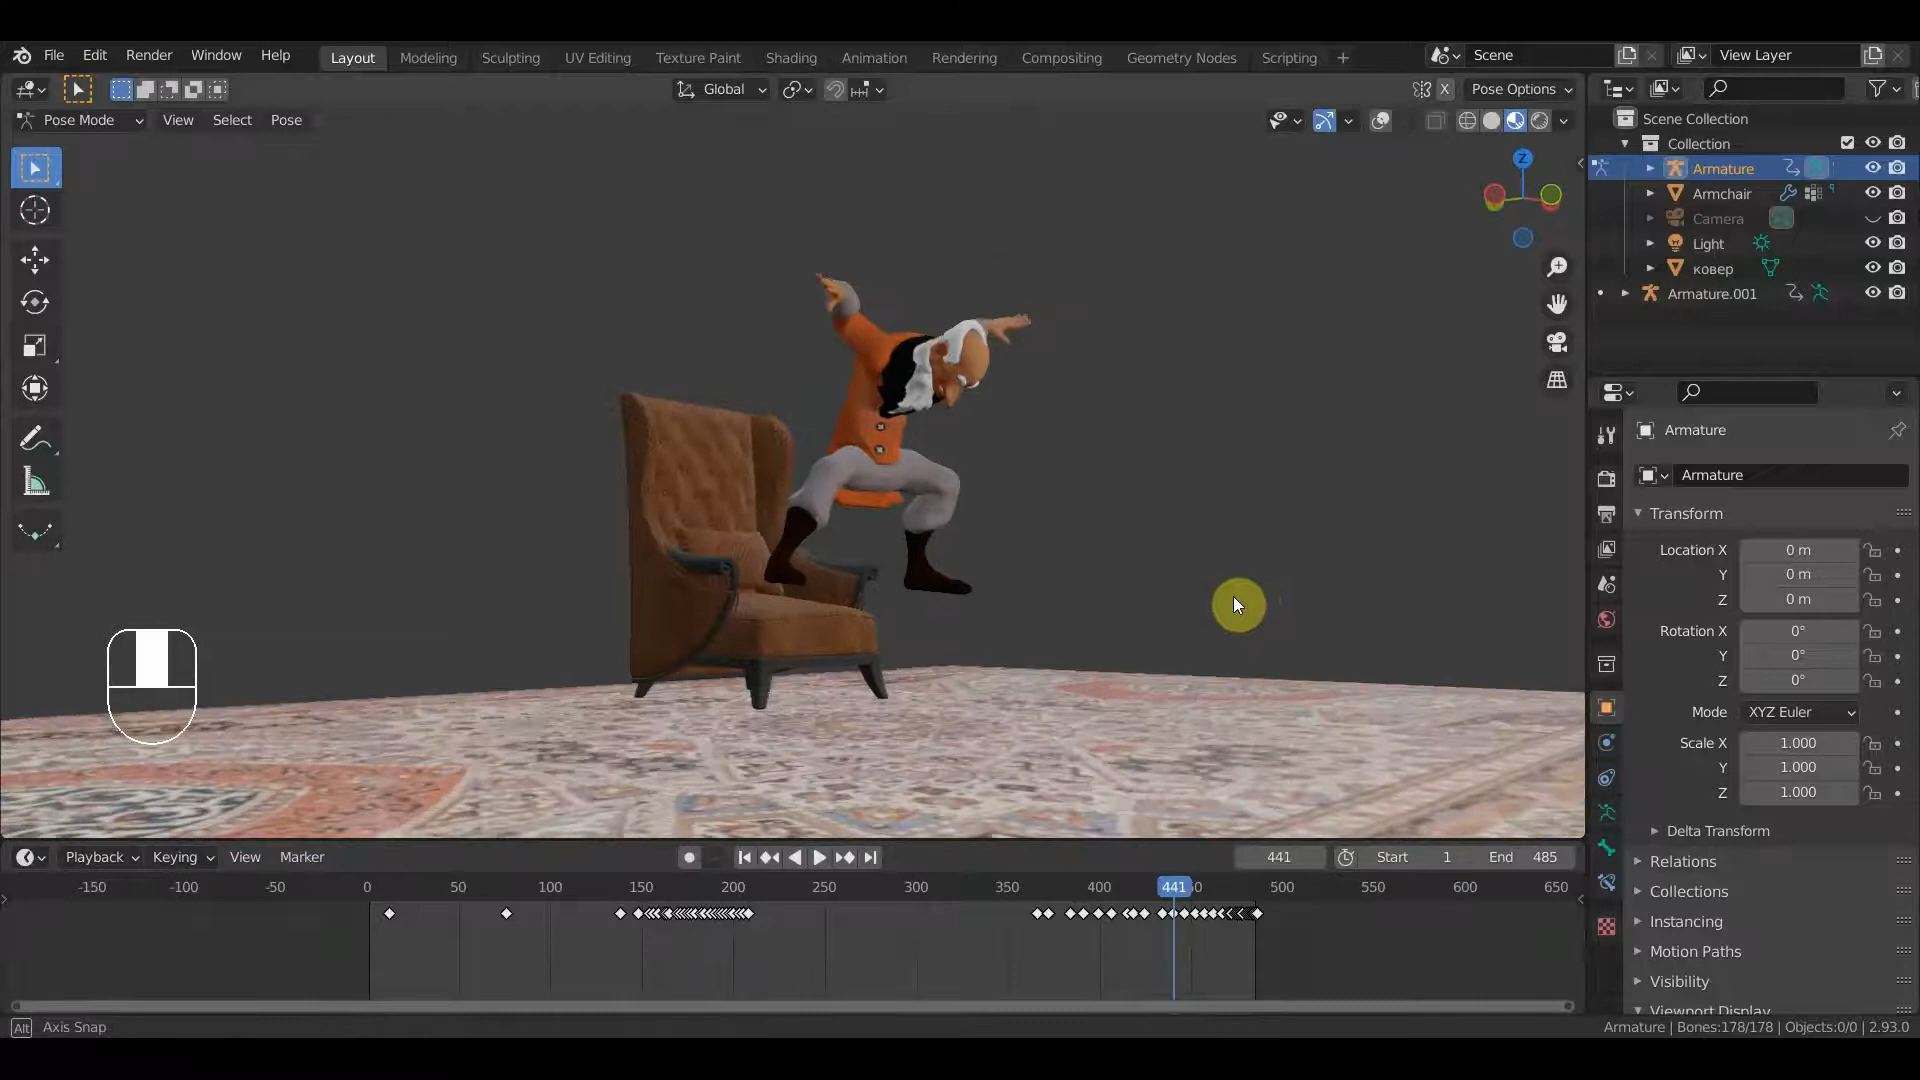 File Edit Render Window Help Layout Modeling Sculpting UV Editing Texture Paint Shading Animation Rendering Compositing Geometry Nodes Scripting + Scene View Layer
Global X Pose Options
Pose Mode View Select Pose
Z
Scene Collection
Collection
Armature
Armchair
Camera
Light
ковер
Armature.001
Armature
Armature
Transform
Location X 0 m
Y 0 m
Z 0 m
Rotation X 0°
Y 0°
Z 0°
Mode XYZ Euler
Scale X 1.000
Y 1.000
Z 1.000
Delta Transform
Relations
Collections
Instancing
Motion Paths
Visibility
Viewport Display
Playback Keying View Marker 441 Start 1 End 485
-150 -100 -50 0 50 100 150 200 250 300 350 400 441 500 550 600 650
Alt Axis Snap Armature | Bones:178/178 | Objects:0/0 | 2.93.0